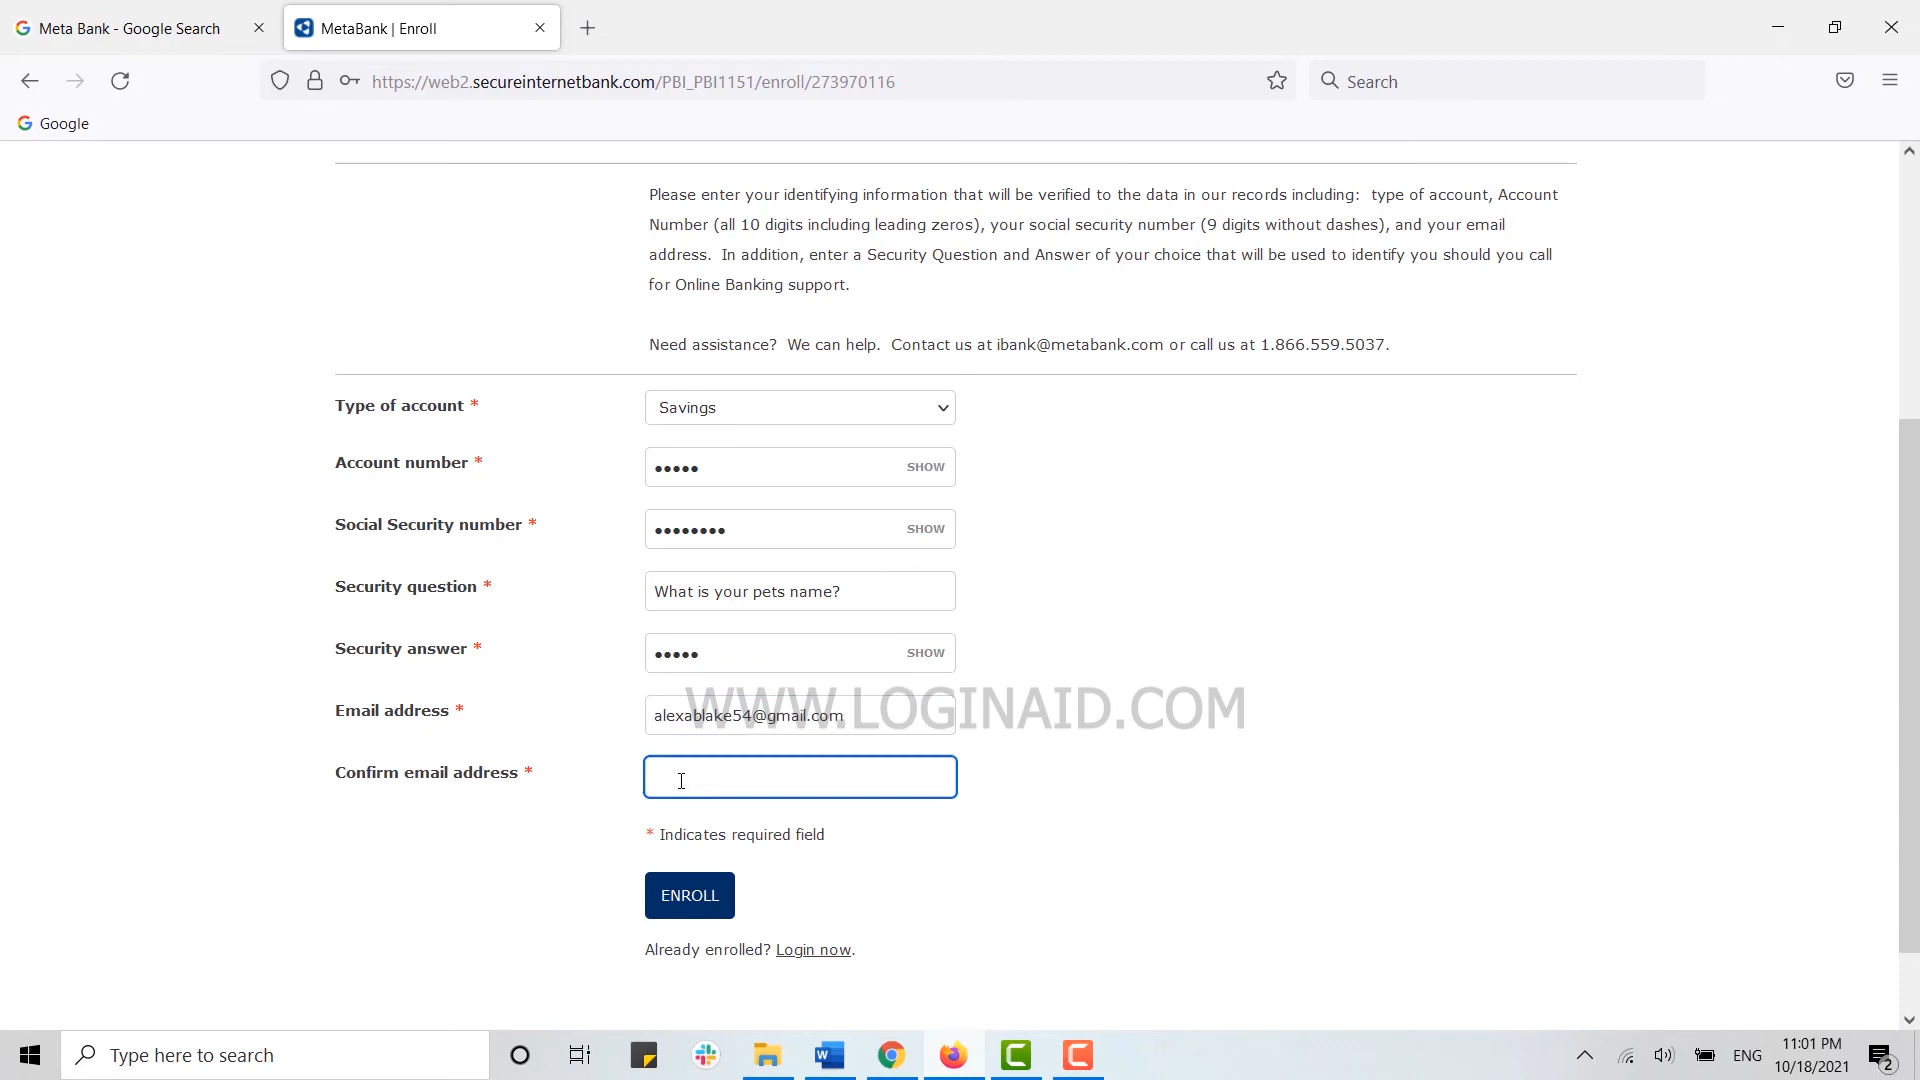 Meta Bank - Google Search
MetaBank | Enroll
https://web2.secureinternetbank.com/PBI_PBI1151/enroll/273970116
Search
Google
Please enter your identifying information that will be verified to the data in our records including: type of account, Account
Number (all 10 digits including leading zeros), your social security number (9 digits without dashes), and your email
address. In addition, enter a Security Question and Answer of your choice that will be used to identify you should you call
for Online Banking support.
Need assistance? We can help. Contact us at ibank@metabank.com or call us at 1.866.559.5037.
Type of account *
Savings
Account number *
•••••
SHOW
Social Security number *
••••••••
SHOW
Security question *
What is your pets name?
Security answer *
•••••
SHOW
Email address *
alexablake54@gmail.com
WWW.LOGINAID.COM
Confirm email address *
* Indicates required field
ENROLL
Already enrolled? Login now.
Type here to search
ENG
11:01 PM
10/18/2021
2